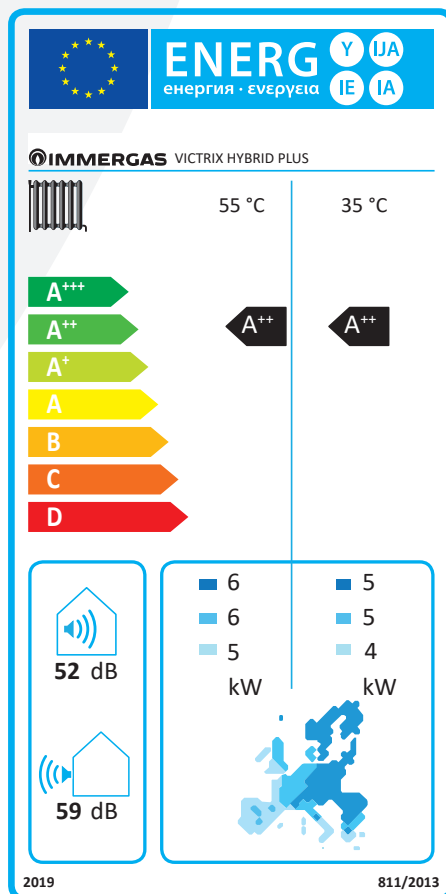 ENERG Y IJA
енергия · ενεργεια IE IA
IMMERGAS VICTRIX HYBRID PLUS
55 °C 35 °C
A+++
A++ A++ A++
A+
A
B
C
D
6 5
6 5
5 4
kW kW
52 dB
59 dB
2019 811/2013